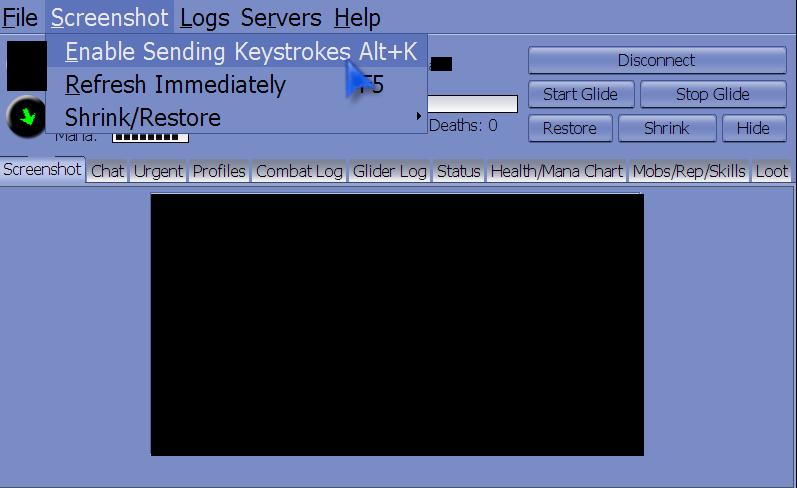 File Screenshot Logs Servers Help
Enable Sending Keystrokes Alt+K
Refresh Immediately F5
Shrink/Restore
Disconnect
Start Glide Stop Glide
Mana: Deaths: 0
Restore Shrink Hide
Screenshot Chat Urgent Profiles Combat Log Glider Log Status Health/Mana Chart Mobs/Rep/Skills Loot